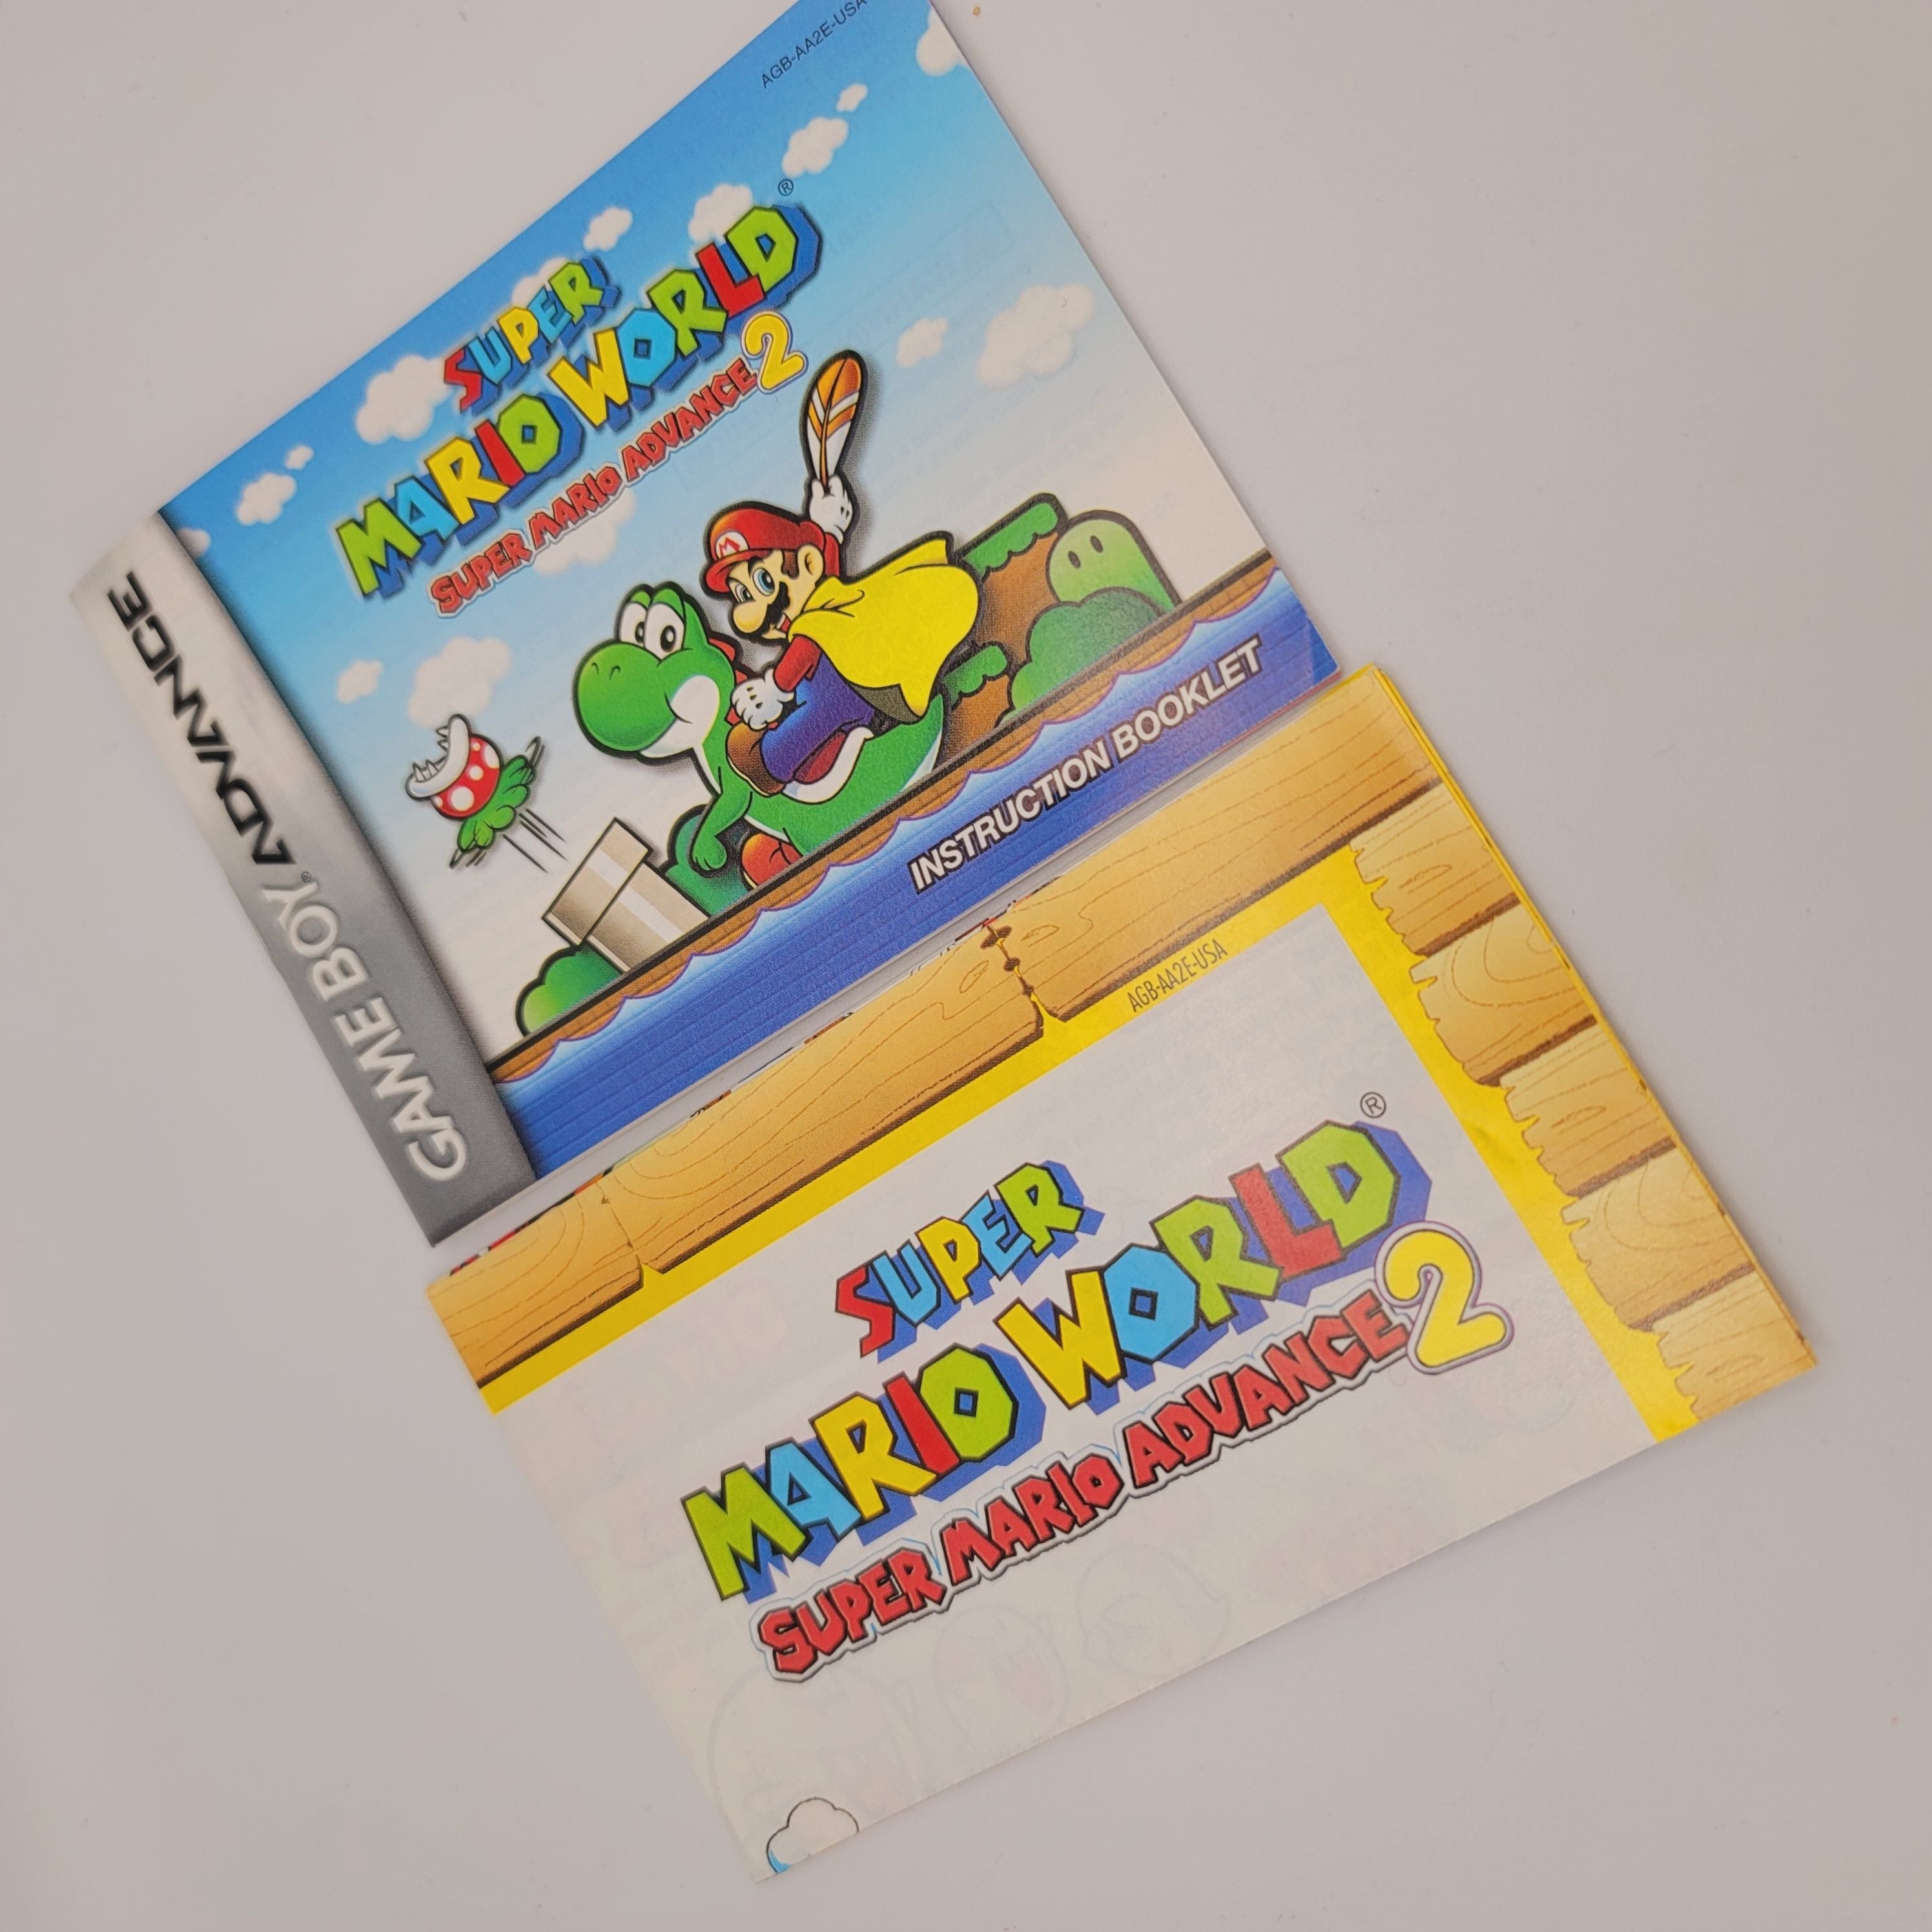 AGB-AA2E-USA
SUPER ®
MARIO WORLD
SUPER MARIO ADVANCE 2
M
INSTRUCTION BOOKLET
GAME BOY® ADVANCE
AGB-AA2E-USA
SUPER ®
MARIO WORLD
SUPER MARIO ADVANCE 2